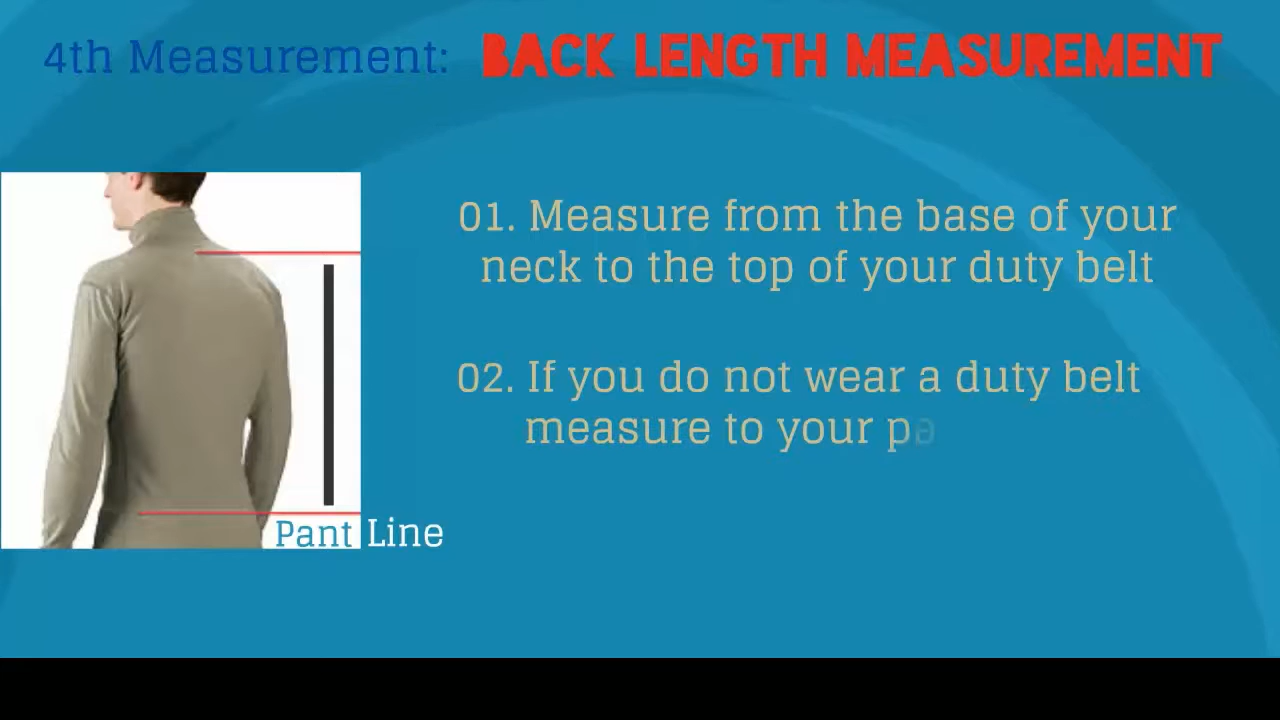 4th Measurement: BACK LENGTH MEASUREMENT
01. Measure from the base of your
neck to the top of your duty belt
02. If you do not wear a duty belt
measure to your pa
Pant Line